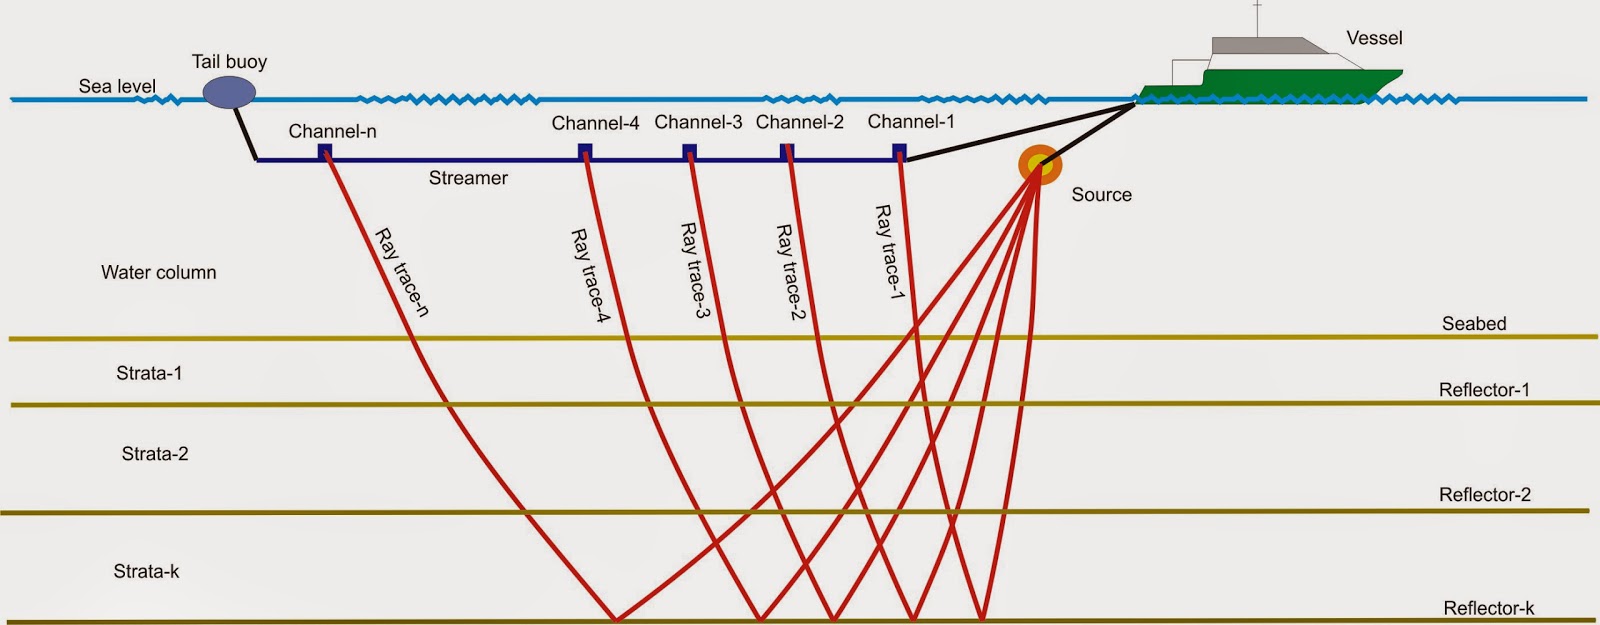 Vessel
Tail buoy
Sea level
Channel-n
Channel-4
Channel-3
Channel-2
Channel-1
Streamer
Source
Ray trace-n
Ray trace-4
Ray trace-3
Ray trace-2
Ray trace-1
Water column
Seabed
Strata-1
Reflector-1
Strata-2
Reflector-2
Strata-k
Reflector-k